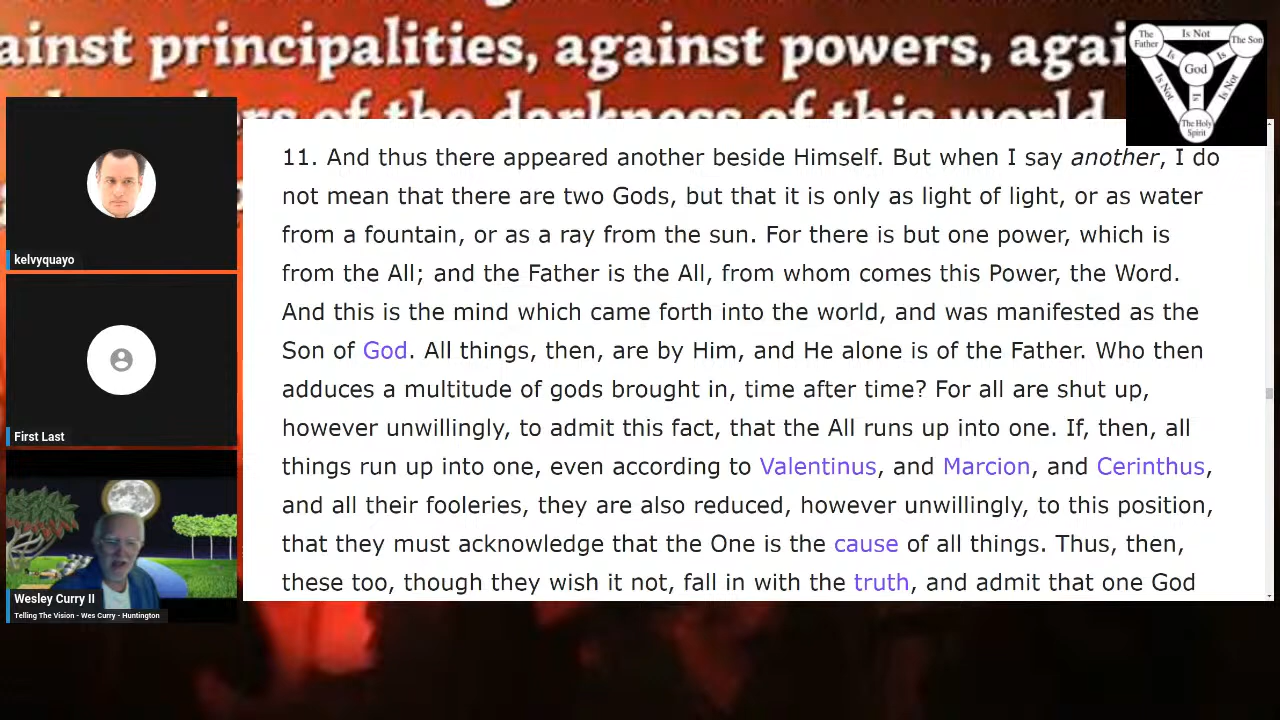 ainst principalities, against powers, agai
ers of the darkness of this world
The Father
Is Not
The Son
Is
Is
God
Is Not
Is
Is Not
The Holy Spirit
kelvyquayo
First Last
Wesley Curry II
Telling The Vision - Wes Curry - Huntington
11. And thus there appeared another beside Himself. But when I say another, I do
not mean that there are two Gods, but that it is only as light of light, or as water
from a fountain, or as a ray from the sun. For there is but one power, which is
from the All; and the Father is the All, from whom comes this Power, the Word.
And this is the mind which came forth into the world, and was manifested as the
Son of God. All things, then, are by Him, and He alone is of the Father. Who then
adduces a multitude of gods brought in, time after time? For all are shut up,
however unwillingly, to admit this fact, that the All runs up into one. If, then, all
things run up into one, even according to Valentinus, and Marcion, and Cerinthus,
and all their fooleries, they are also reduced, however unwillingly, to this position,
that they must acknowledge that the One is the cause of all things. Thus, then,
these too, though they wish it not, fall in with the truth, and admit that one God